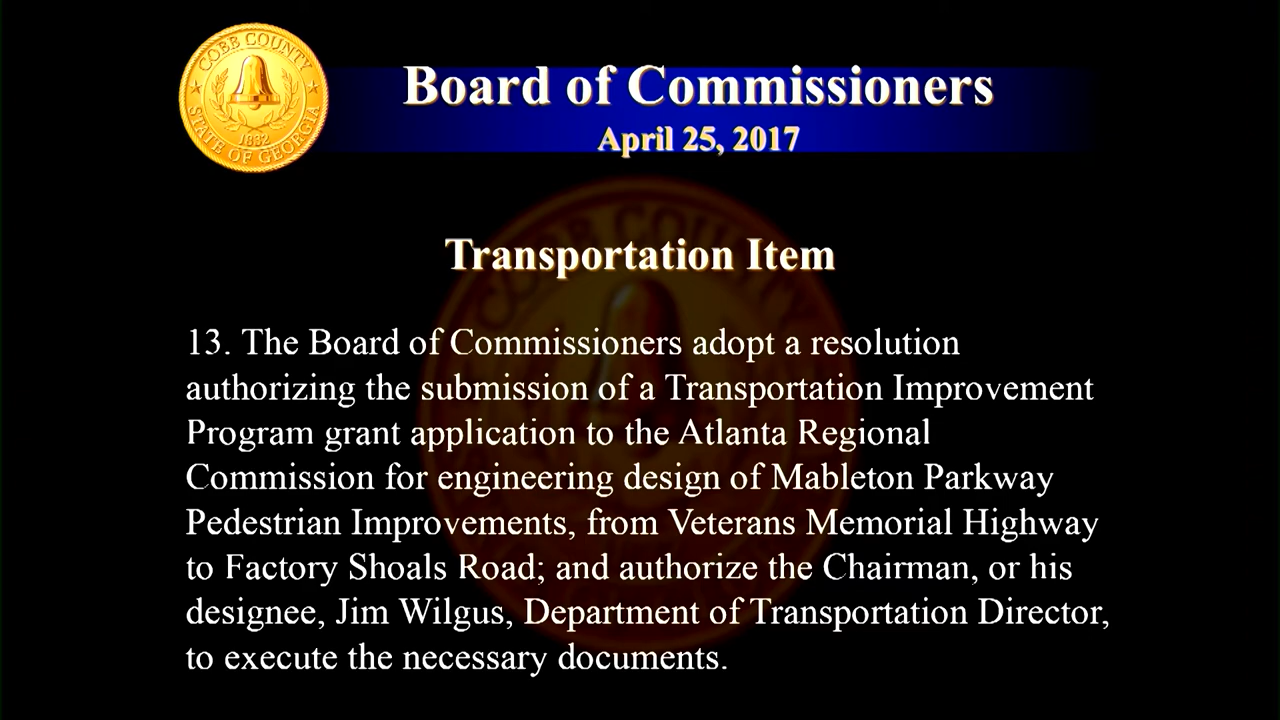 COBB COUNTY
1832
STATE OF GEORGIA
Board of Commissioners
April 25, 2017
Transportation Item
13. The Board of Commissioners adopt a resolution
authorizing the submission of a Transportation Improvement
Program grant application to the Atlanta Regional
Commission for engineering design of Mableton Parkway
Pedestrian Improvements, from Veterans Memorial Highway
to Factory Shoals Road; and authorize the Chairman, or his
designee, Jim Wilgus, Department of Transportation Director,
to execute the necessary documents.